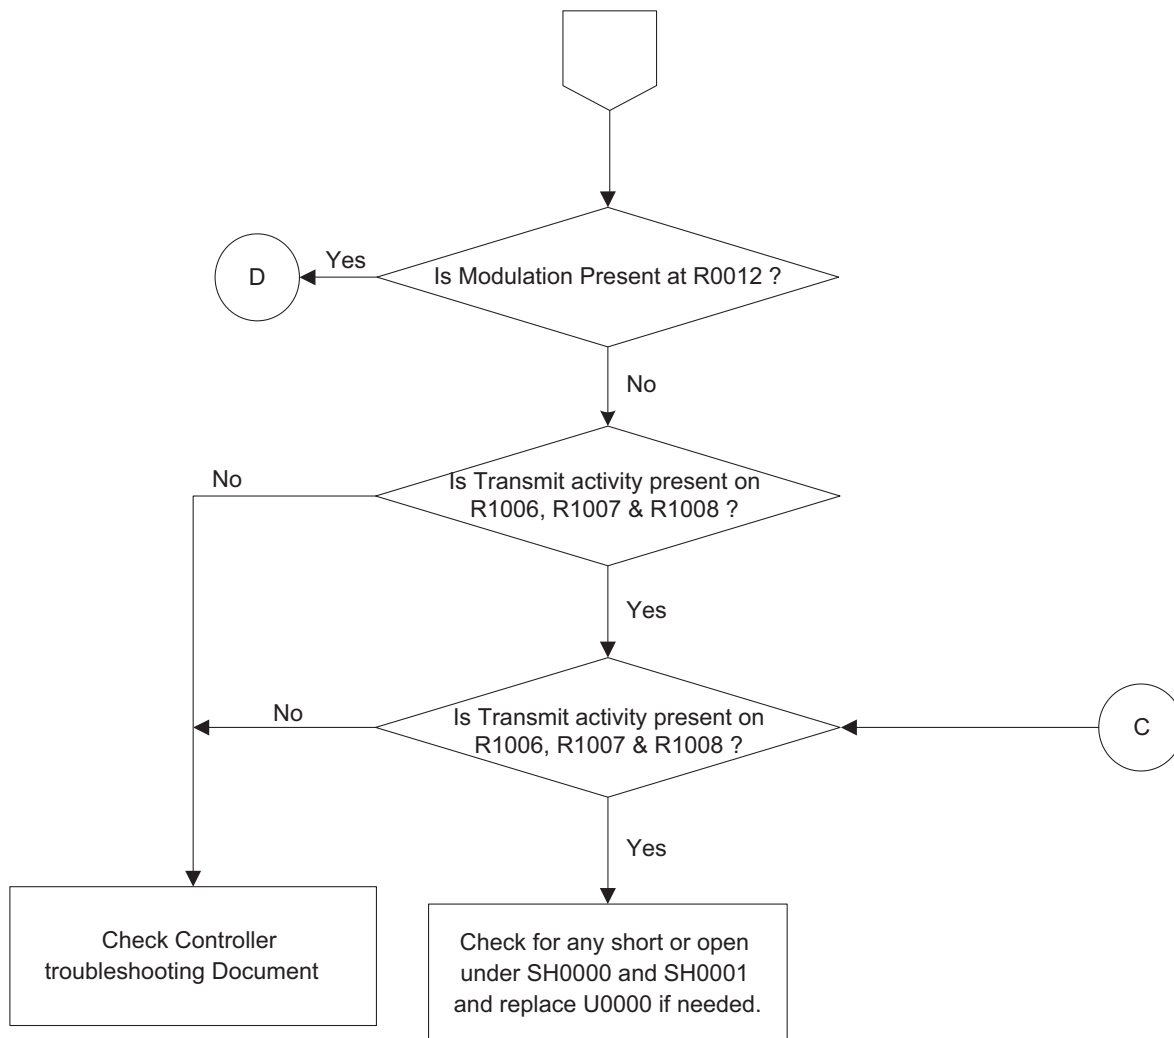 Is Modulation Present at R0012 ?
Yes
D
No
Is Transmit activity present on
R1006, R1007 & R1008 ?
No
Yes
Is Transmit activity present on
R1006, R1007 & R1008 ?
No
C
Yes
Check Controller
troubleshooting Document
Check for any short or open
under SH0000 and SH0001
and replace U0000 if needed.